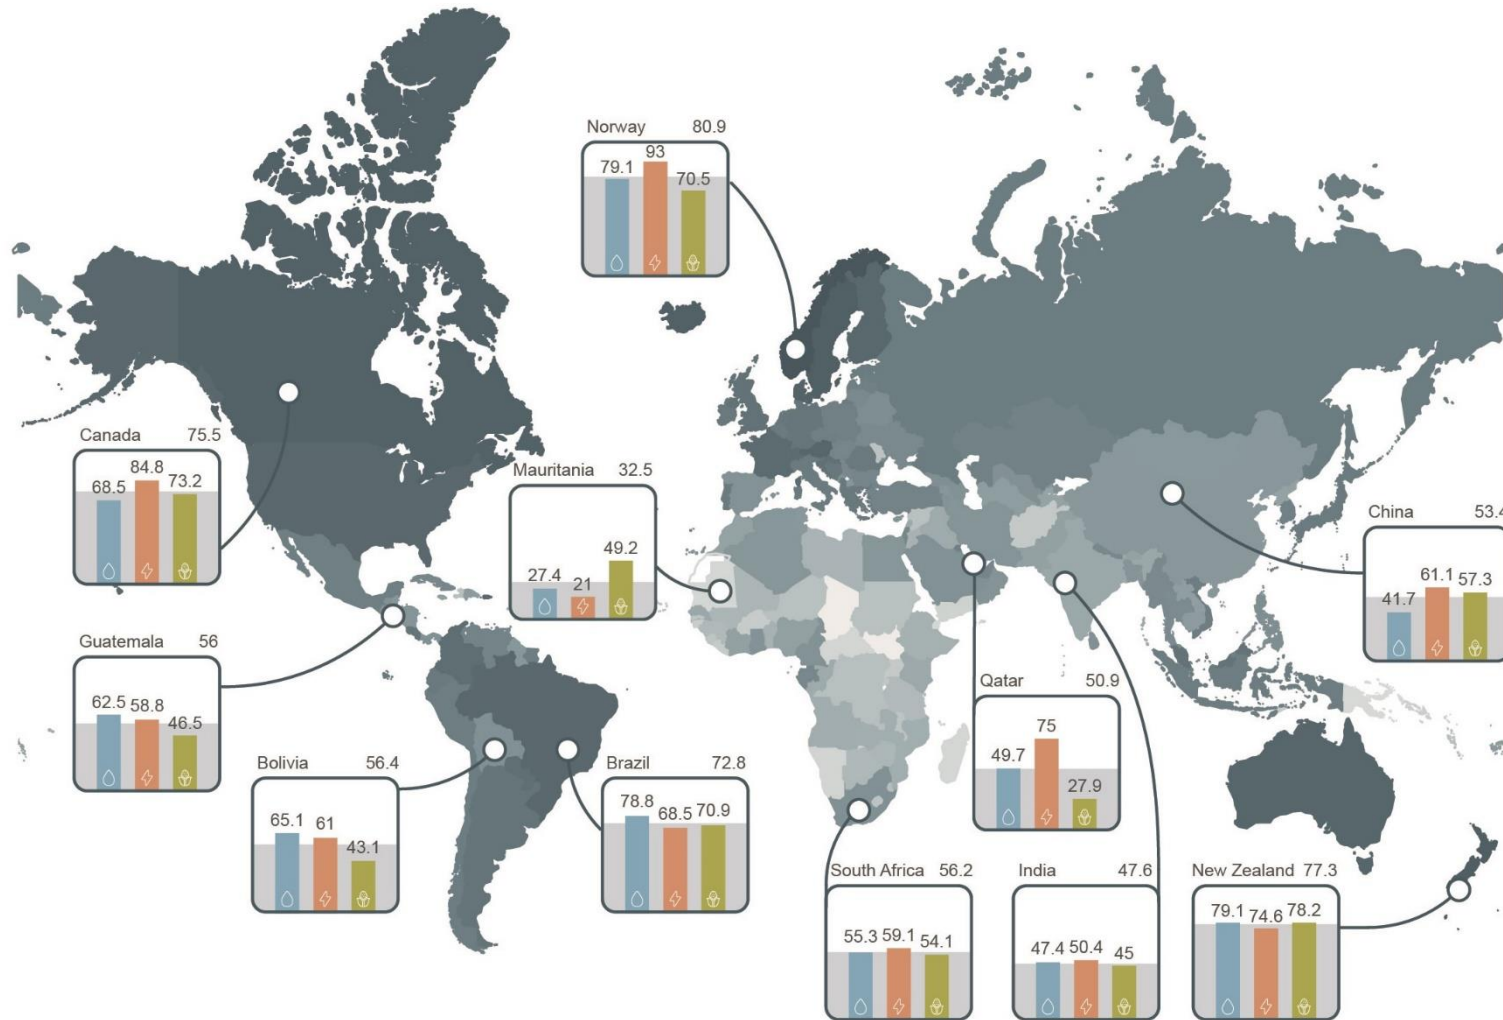 Norway 80.9
79.1 93 70.5
Canada 75.5
68.5 84.8 73.2
Mauritania 32.5
27.4 21 49.2
China 53.4
41.7 61.1 57.3
Guatemala 56
62.5 58.8 46.5
Qatar 50.9
49.7 75 27.9
Bolivia 56.4
65.1 61 43.1
Brazil 72.8
78.8 68.5 70.9
South Africa 56.2
55.3 59.1 54.1
India 47.6
47.4 50.4 45
New Zealand 77.3
79.1 74.6 78.2